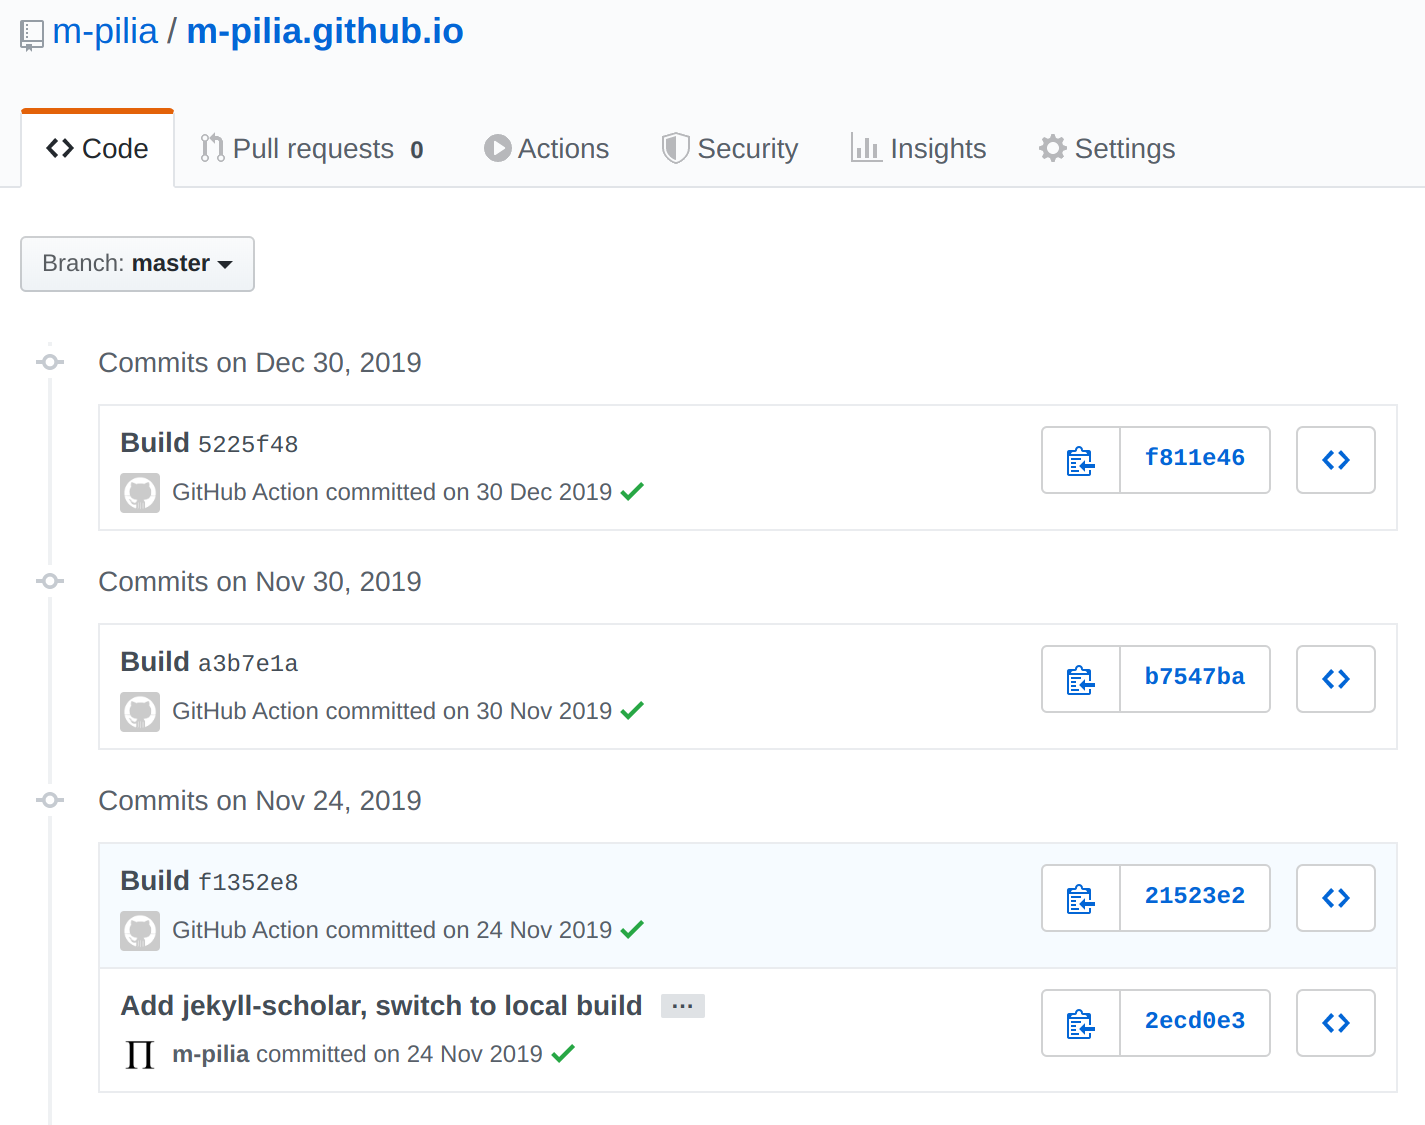 m-pilia / m-pilia.github.io
Code Pull requests 0 Actions Security Insights Settings
Branch: master
Commits on Dec 30, 2019
Build 5225f48
f811e46
GitHub Action committed on 30 Dec 2019
Commits on Nov 30, 2019
Build a3b7e1a
b7547ba
GitHub Action committed on 30 Nov 2019
Commits on Nov 24, 2019
Build f1352e8
21523e2
GitHub Action committed on 24 Nov 2019
Add jekyll-scholar, switch to local build …
2ecd0e3
m-pilia committed on 24 Nov 2019